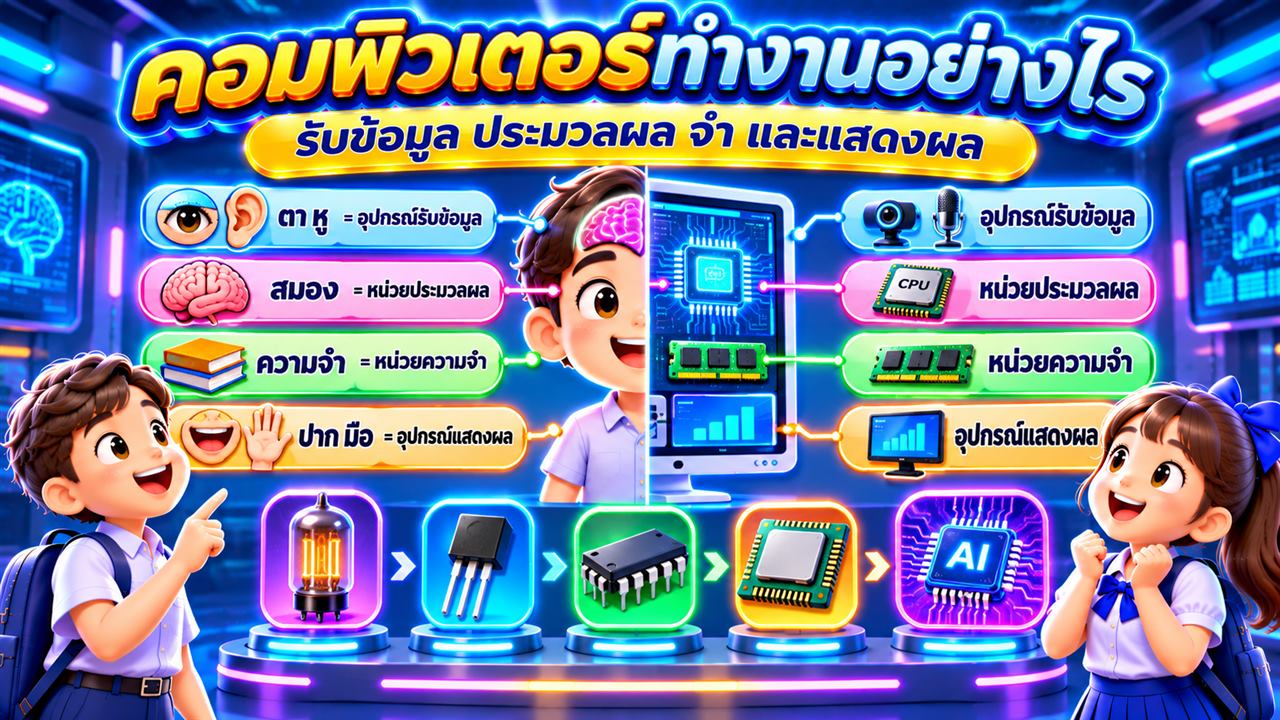 คอมพิวเตอร์ทำงานอย่างไร
รับข้อมูล ประมวลผล จำ และแสดงผล
ตา หู = อุปกรณ์รับข้อมูล
สมอง = หน่วยประมวลผล
ความจำ = หน่วยความจำ
ปาก มือ = อุปกรณ์แสดงผล
อุปกรณ์รับข้อมูล
CPU หน่วยประมวลผล
หน่วยความจำ
อุปกรณ์แสดงผล
AI